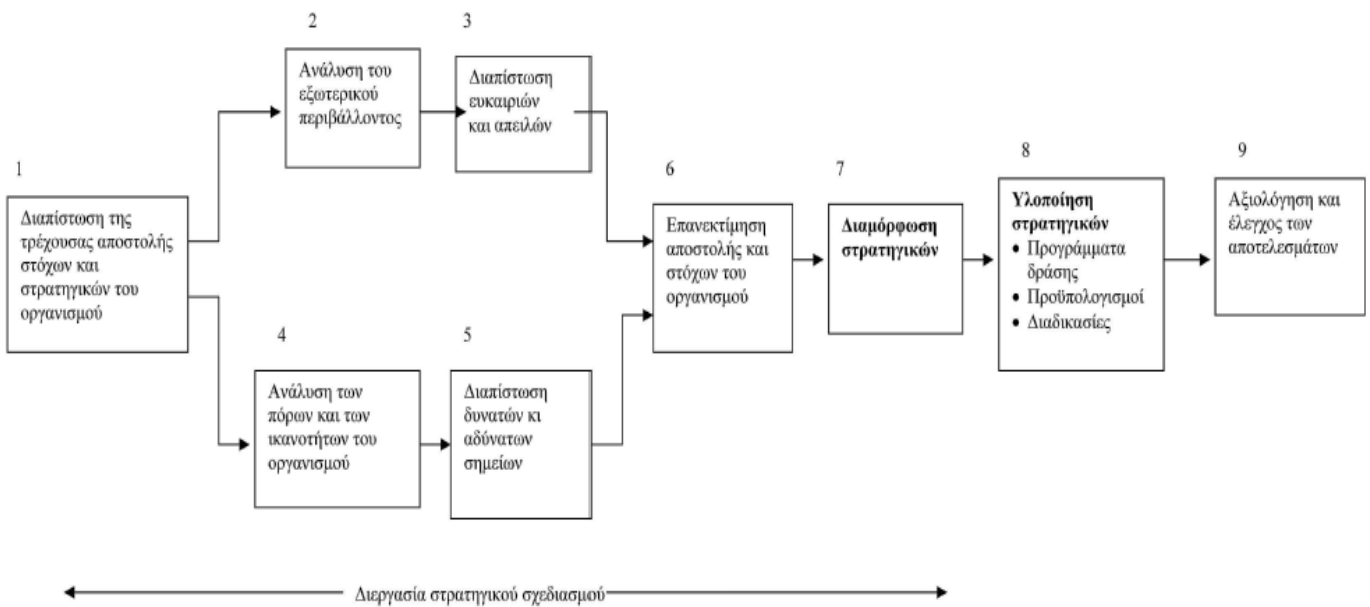 1
Διαπίστωση της
τρέχουσας αποστολής
στόχων και
στρατηγικών του
οργανισμού
2
Ανάλυση του
εξωτερικού
περιβάλλοντος
3
Διαπίστωση
ευκαιριών
και απειλών
4
Ανάλυση των
πόρων και των
ικανοτήτων του
οργανισμού
5
Διαπίστωση
δυνατών κι
αδύνατων
σημείων
6
Επανεκτίμηση
αποστολής και
στόχων του
οργανισμού
7
Διαμόρφωση
στρατηγικών
8
Υλοποίηση
στρατηγικών
• Προγράμματα
δράσης
• Προϋπολογισμοί
• Διαδικασίες
9
Αξιολόγηση και
έλεγχος των
αποτελεσμάτων
Διεργασία στρατηγικού σχεδιασμού